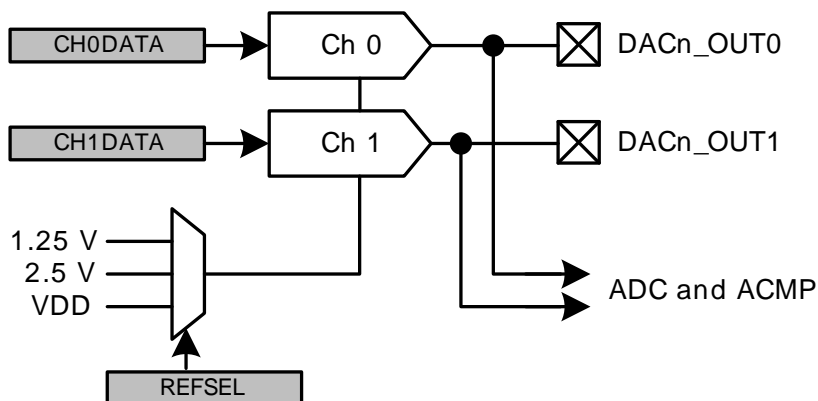 CH0DATA
Ch 0
DACn_OUT0
CH1DATA
Ch 1
DACn_OUT1
1.25 V
2.5 V
VDD
ADC and ACMP
REFSEL